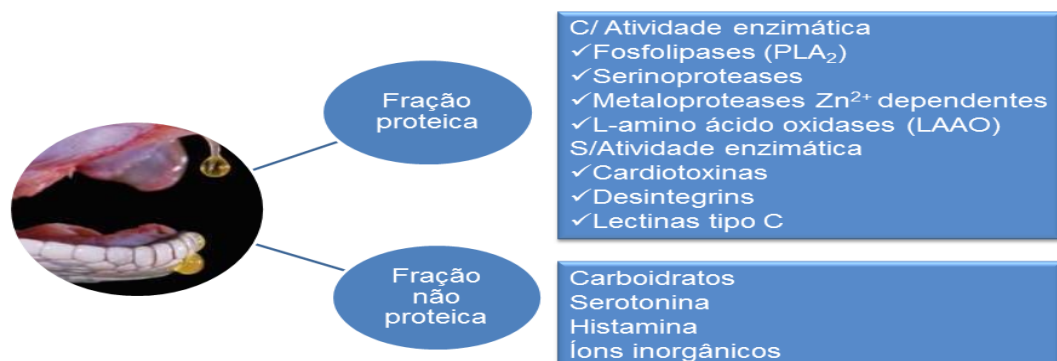 Fração
proteica
C/ Atividade enzimática
✓Fosfolipases (PLA₂)
✓Serinoproteases
✓Metaloproteases Zn²⁺ dependentes
✓L-amino ácido oxidases (LAAO)
S/Atividade enzimática
✓Cardiotoxinas
✓Desintegrins
✓Lectinas tipo C
Fração
não
proteica
Carboidratos
Serotonina
Histamina
Íons inorgânicos